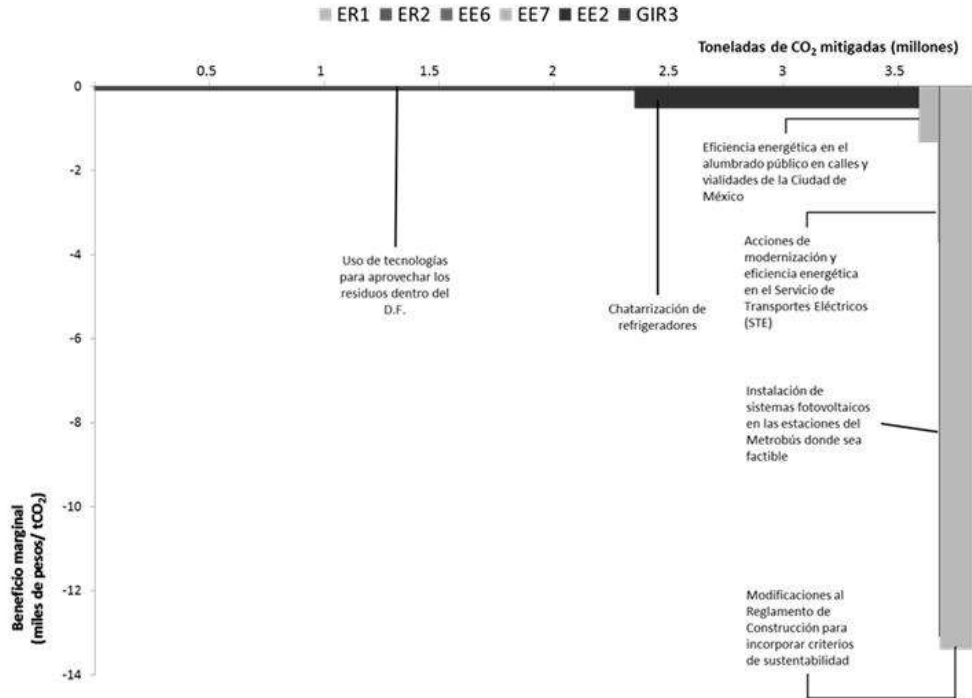 ER1 ER2 EE6 EE7 EE2 GIR3
Toneladas de CO₂ mitigadas (millones)
0.5 1 1.5 2 2.5 3 3.5
0
-2
-4
-6
-8
-10
-12
-14
Beneficio marginal
(miles de pesos/ tCO₂)
Uso de tecnologías
para aprovechar los
residuos dentro del
D.F.
Chatarrización de
refrigeradores
Eficiencia energética en el
alumbrado público en calles y
vialidades de la Ciudad de
México
Acciones de
modernización y
eficiencia energética
en el Servicio de
Transportes Eléctricos
(STE)
Instalación de
sistemas fotovoltaicos
en las estaciones del
Metrobús donde sea
factible
Modificaciones al
Reglamento de
Construcción para
incorporar criterios
de sustentabilidad